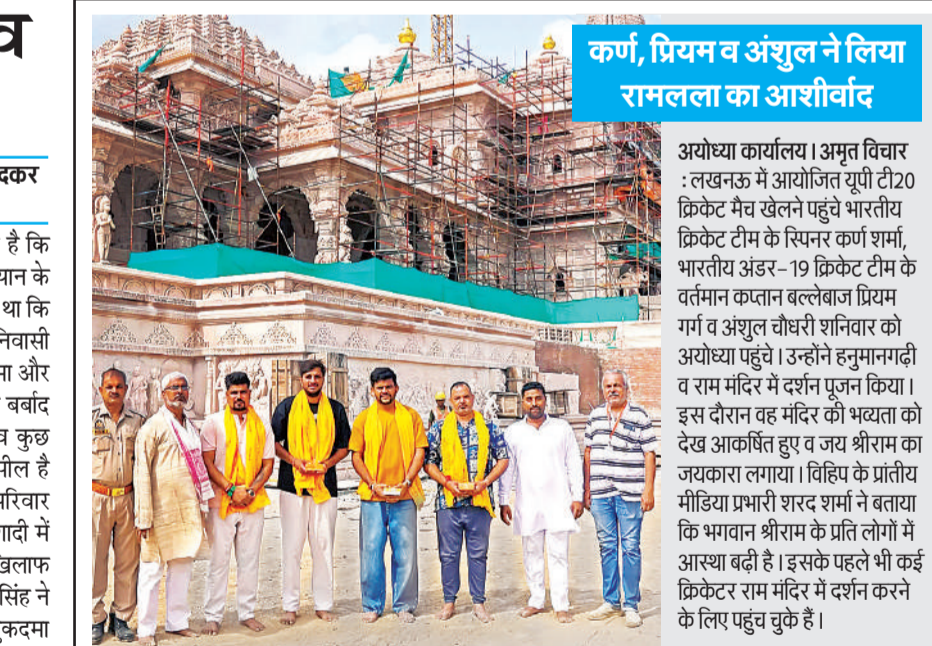 व
दकर
है कि
यान के
था कि
नेवासी
मा और
बर्बाद
व कुछ
मील है
परिवार
गादी में
खिलाफ
सिंह ने
कर्ण, प्रियम व अंशुल ने लिया
रामलला का आशीर्वाद
अयोध्या कार्यालय। अमृत विचार
: लखनऊ में आयोजित यूपी टी20
क्रिकेट मैच खेलने पहुंचे भारतीय
क्रिकेट टीम के स्पिनर कर्ण शर्मा,
भारतीय अंडर-19 क्रिकेट टीम के
वर्तमान कप्तान बल्लेबाज प्रियम
गर्ग व अंशुल चौधरी शनिवार को
अयोध्या पहुंचे। उन्होंने हनुमानगढ़ी
व राम मंदिर में दर्शन पूजन किया।
इस दौरान वह मंदिर की भव्यता को
देख आकर्षित हुए व जय श्रीराम का
जयकारा लगाया। विहिप के प्रांतीय
मीडिया प्रभारी शरद शर्मा ने बताया
कि भगवान श्रीराम के प्रति लोगों में
आस्था बढ़ी है। इसके पहले भी कई
क्रिकेटर राम मंदिर में दर्शन करने
के लिए पहुंच चुके हैं।